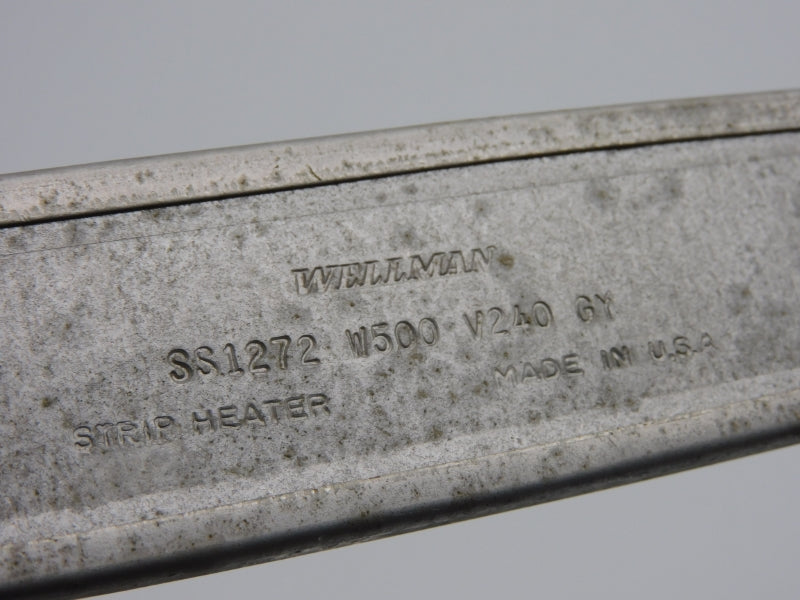 WELLMAN
SS1272 W500 V240 GY
STRIP HEATER MADE IN U.S.A